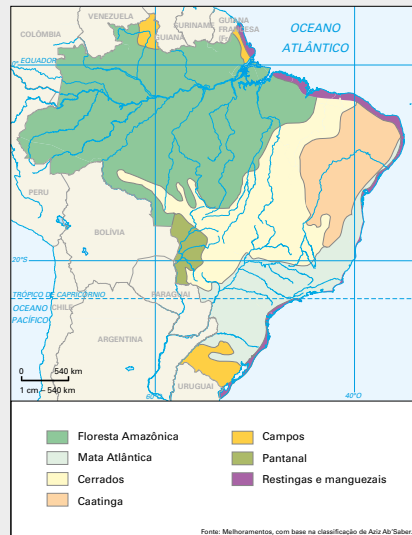 VENEZUELA
SURINAME
GUIANA
FRANCESA
(Fr.)
COLÔMBIA
GUIANA
OCEANO
ATLÂNTICO
EQUADOR
0°
PERU
BOLÍVIA
20°S
TRÓPICO DE CAPRICÓRNIO
PARAGUAI
OCEANO
PACÍFICO
CHILE
ARGENTINA
0 540 km
1 cm – 540 km
URUGUAI
60°
40°
Floresta Amazônica
Mata Atlântica
Cerrados
Caatinga
Campos
Pantanal
Restingas e manguezais
Fonte: Melhoramentos, com base na classificação de Aziz Ab'Saber.